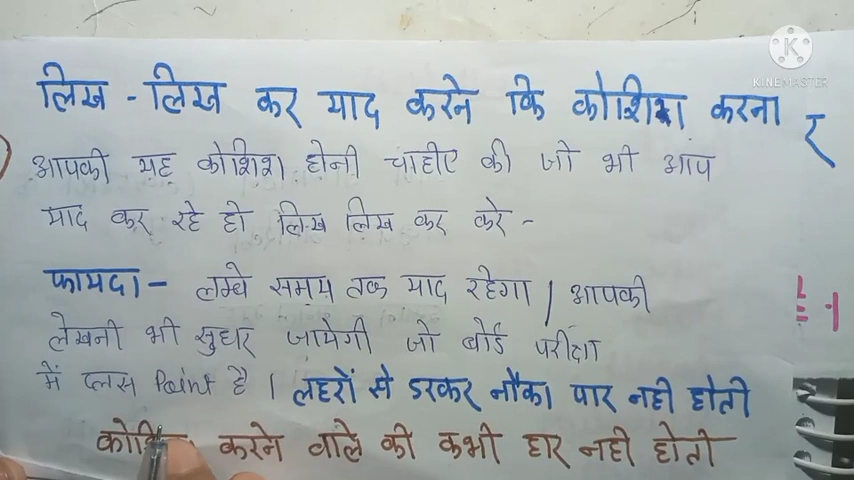 KINEMASTER
लिख - लिख कर याद करने कि कोशिश करना
र
आपकी यह कोशिश होनी चाहीए की जो भी आप
याद कर रहे हो लिख लिख कर करे -
फायदा - लम्बे समय तक याद रहेगा / आपकी
लेखनी भी सुधर जायेगी जो बोर्ड परीक्षा
में प्लस Point है । लहरों से डरकर नौका पार नही होती
करने वाले की कभी हार नही होती